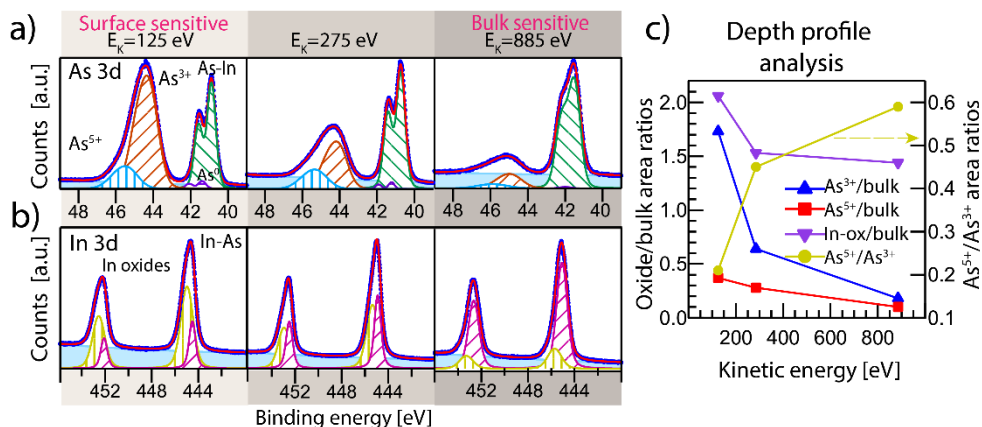 a)
Surface sensitive
Bulk sensitive
E_K=125 eV
E_K=275 eV
E_K=885 eV
As 3d
As³⁺
As-In
As⁵⁺
As⁰
Counts [a.u.]
48 46 44 42 40
48 46 44 42 40
48 46 44 42 40
b)
In 3d
In-As
In oxides
Counts [a.u.]
452 448 444
452 448 444
452 448 444
Binding energy [eV]
c)
Depth profile
analysis
Oxide/bulk area ratios
2.0
1.5
1.0
0.5
0.0
As³⁺/bulk
As⁵⁺/bulk
In-ox/bulk
As⁵⁺/As³⁺
0.6
0.5
0.4
0.3
0.2
0.1
As⁵⁺/As³⁺ area ratios
200 400 600 800
Kinetic energy [eV]